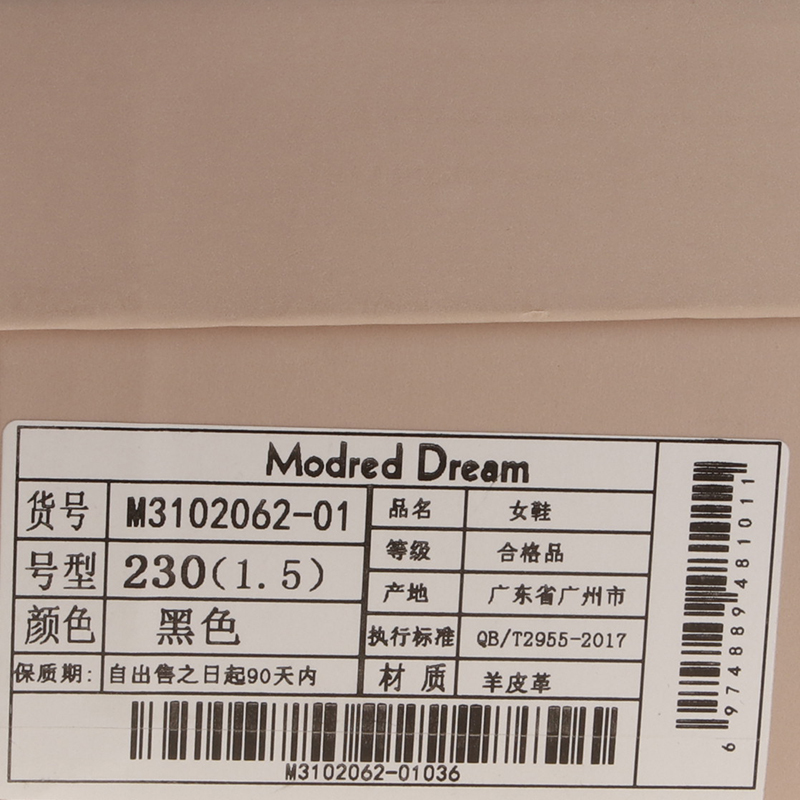 Modred Dream
货号 M3102062-01 品名 女鞋
号型 230(1.5) 等级 合格品
颜色 黑色 产地 广东省广州市
执行标准 QB/T2955-2017
保质期: 自出售之日起90天内 材质 羊皮革
M3102062-01036
6974889481011